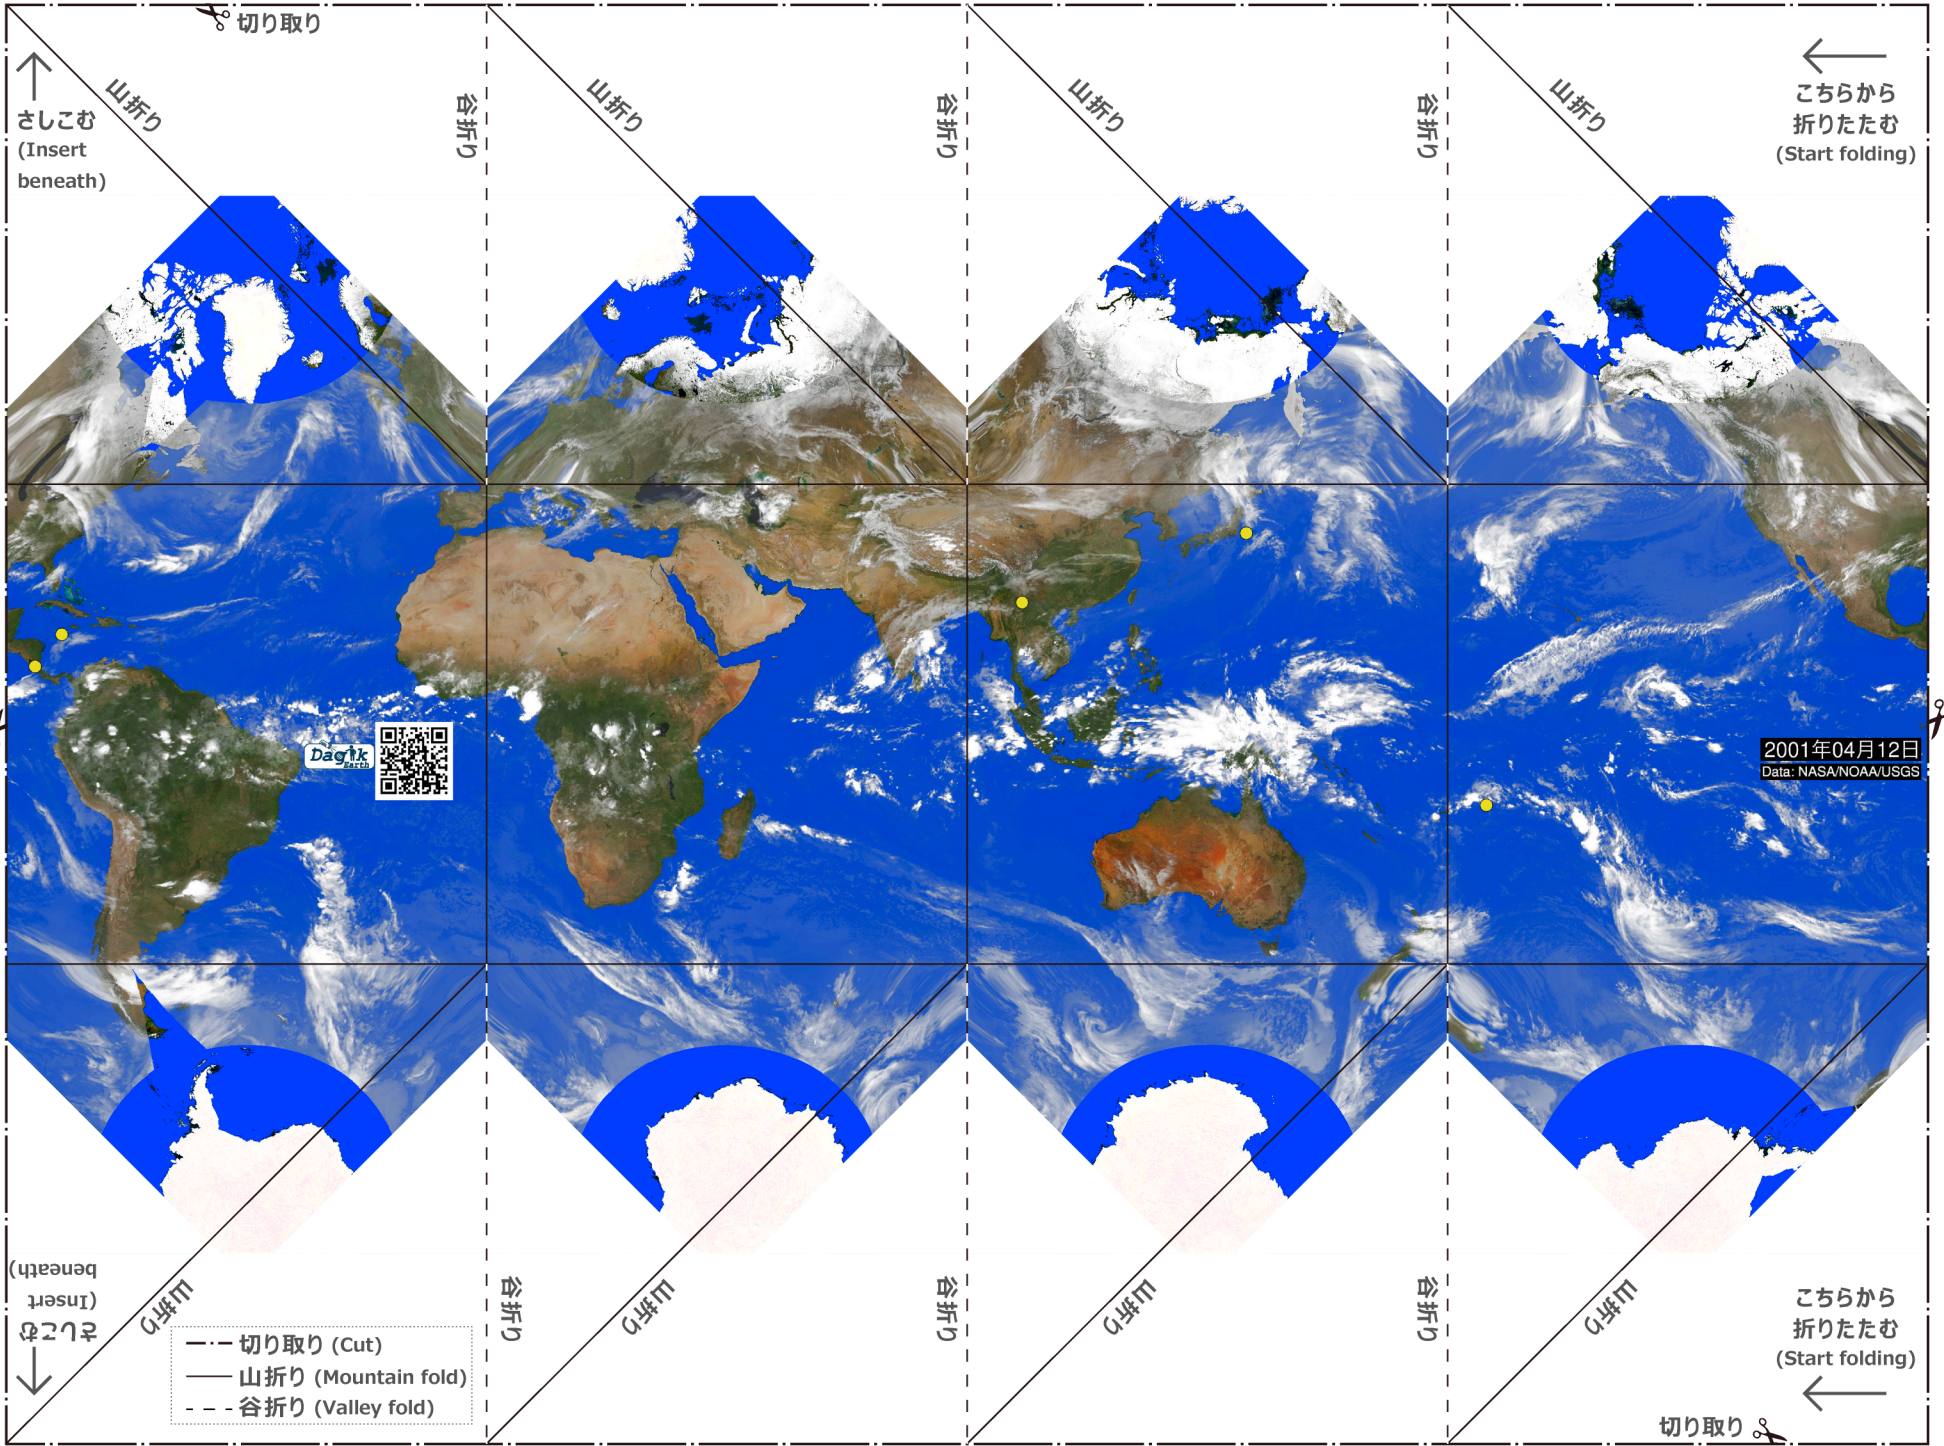 切り取り
山折り
谷折り
山折り
谷折り
山折り
谷折り
山折り
さしこむ
(Insert
beneath)
こちらから
折りたたむ
(Start folding)
Dagik
Earth
2001年04月12日
Data: NASA/NOAA/USGS
さしこむ
(Insert
beneath)
山折り
谷折り
山折り
谷折り
山折り
谷折り
山折り
こちらから
折りたたむ
(Start folding)
切り取り (Cut)
山折り (Mountain fold)
谷折り (Valley fold)
切り取り